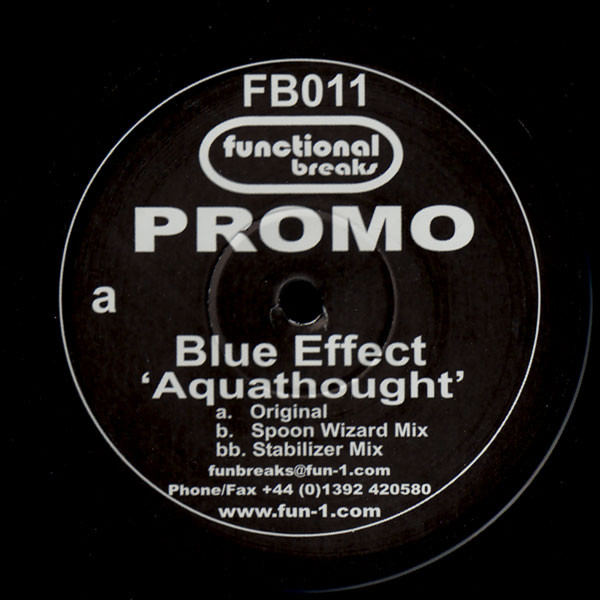 FB011
functional
breaks
PROMO
a
Blue Effect
‘Aquathought’
a. Original
b. Spoon Wizard Mix
bb. Stabilizer Mix
funbreaks@fun-1.com
Phone/Fax +44 (0)1392 420580
www.fun-1.com